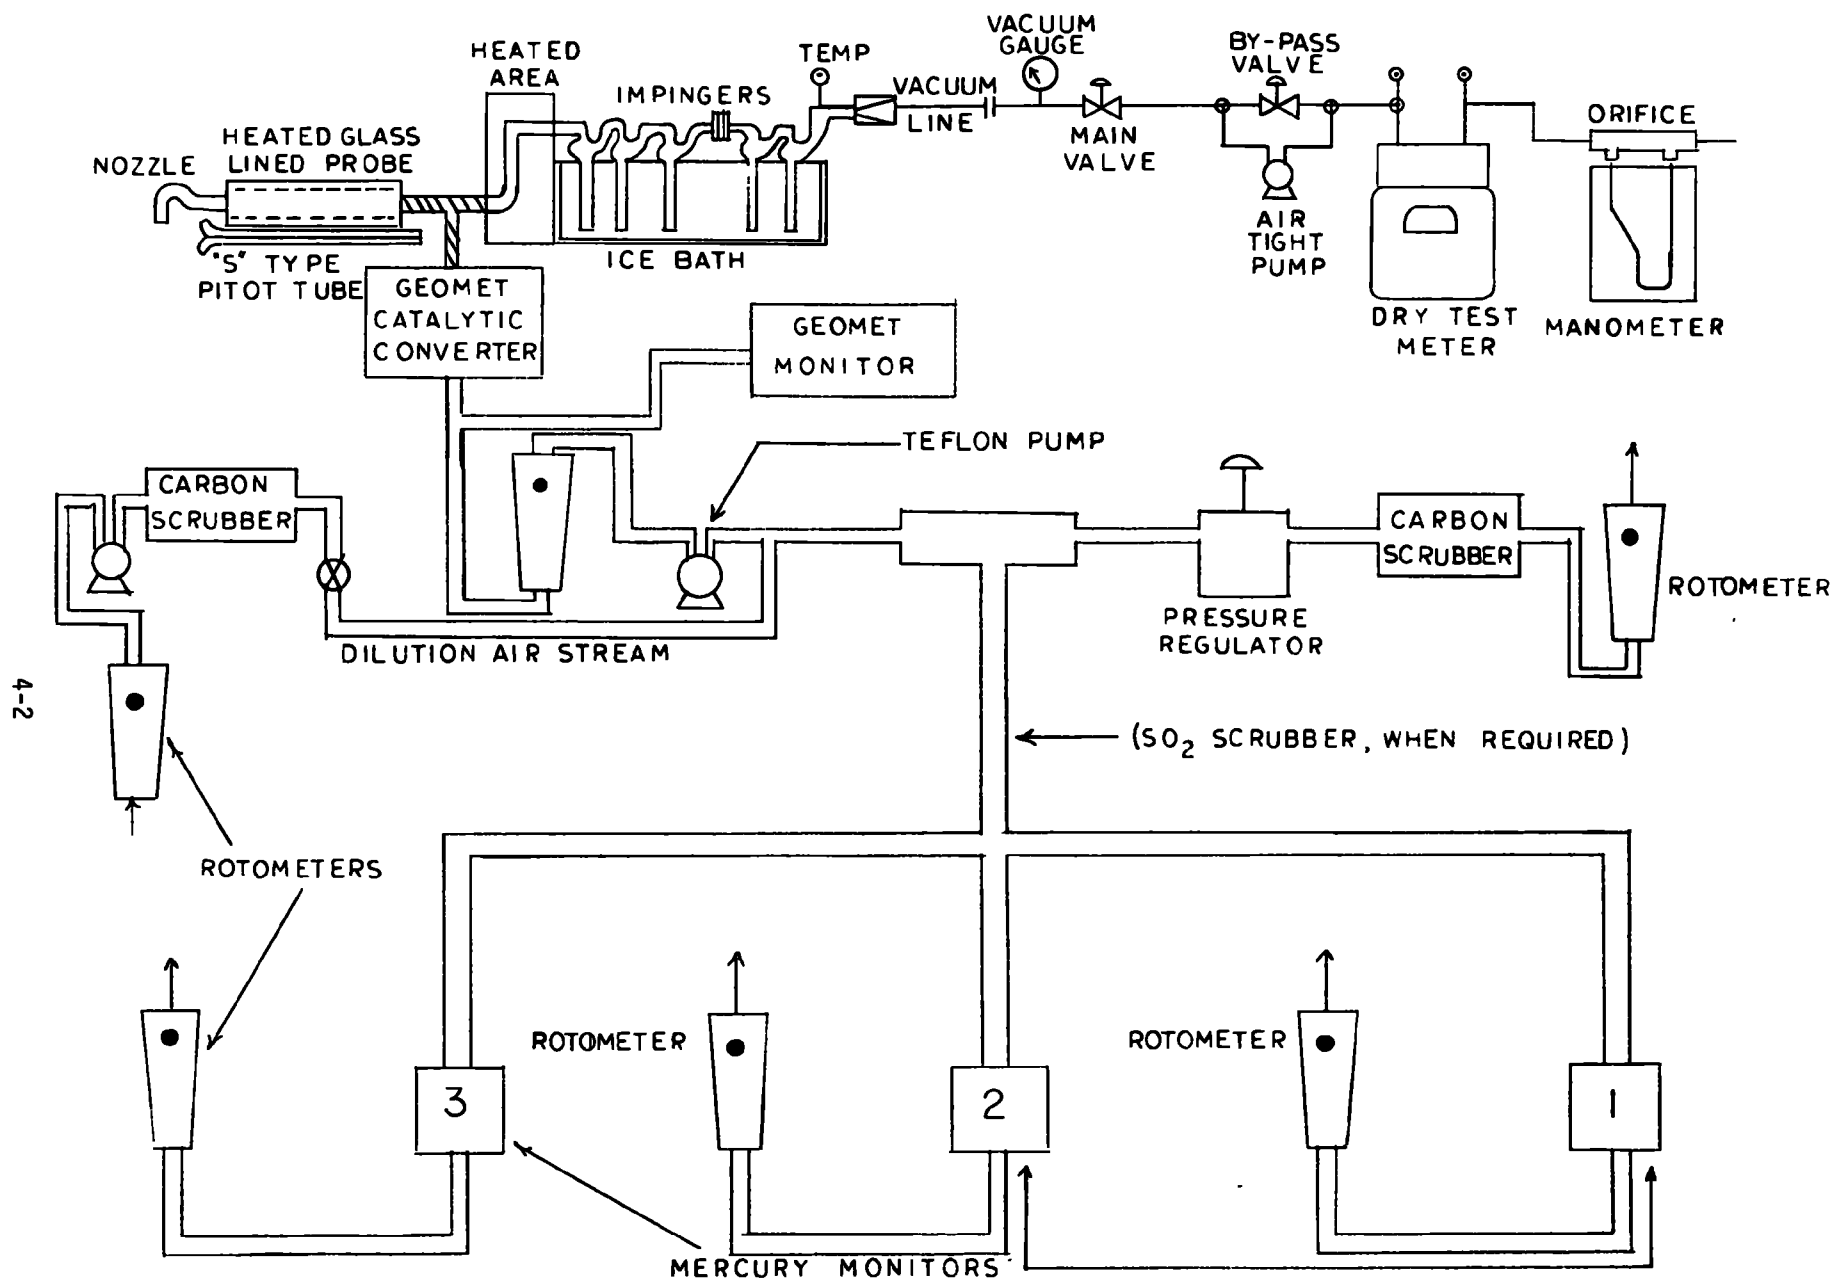 VACUUM
GAUGE
BY-PASS
VALVE
HEATED
AREA
TEMP
VACUUM
LINE
IMPINGERS
MAIN
VALVE
ORIFICE
HEATED GLASS
LINED PROBE
NOZZLE
"S" TYPE
PITOT TUBE
ICE BATH
AIR
TIGHT
PUMP
DRY TEST
METER
MANOMETER
GEOMET
CATALYTIC
CONVERTER
GEOMET
MONITOR
TEFLON PUMP
CARBON
SCRUBBER
CARBON
SCRUBBER
ROTOMETER
PRESSURE
REGULATOR
DILUTION AIR STREAM
4-2
(SO2 SCRUBBER, WHEN REQUIRED)
ROTOMETERS
ROTOMETER
ROTOMETER
3
2
1
MERCURY MONITORS